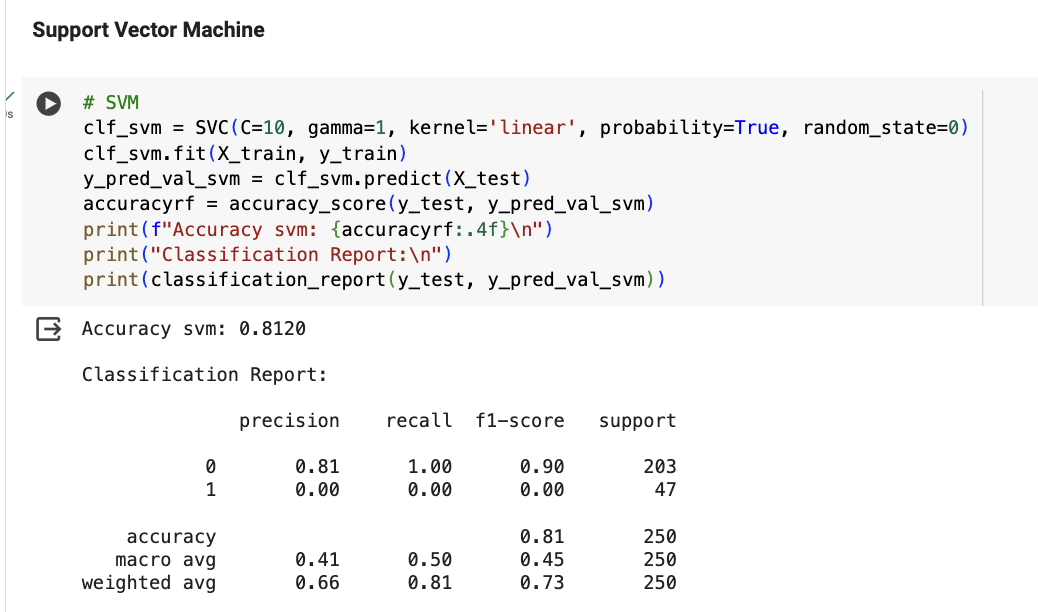 Support Vector Machine
# SVM
clf_svm = SVC(C=10, gamma=1, kernel='linear', probability=True, random_state=0)
clf_svm.fit(X_train, y_train)
y_pred_val_svm = clf_svm.predict(X_test)
accuracyrf = accuracy_score(y_test, y_pred_val_svm)
print(f"Accuracy svm: {accuracyrf:.4f}\n")
print("Classification Report:\n")
print(classification_report(y_test, y_pred_val_svm))
Accuracy svm: 0.8120
Classification Report:
precision recall f1-score support
0 0.81 1.00 0.90 203
1 0.00 0.00 0.00 47
accuracy 0.81 250
macro avg 0.41 0.50 0.45 250
weighted avg 0.66 0.81 0.73 250